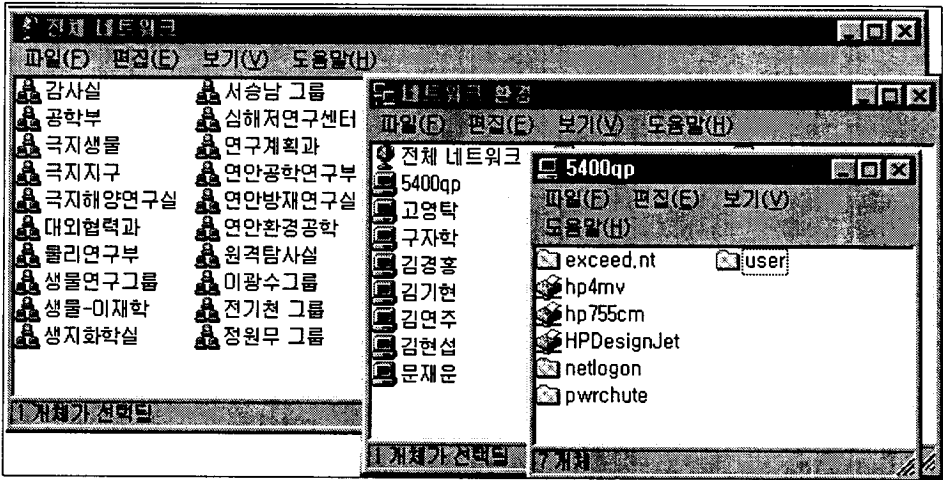 전체 네트워크
파일(F) 편집(E) 보기(V) 도움말(H)
감사실
공학부
극지생물
극지지구
극지해양연구실
대외협력과
물리연구부
생물연구그룹
생물-이재학
생지화학실
서승남 그룹
심해저연구센터
연구계획과
연안공학연구부
연안방재연구실
연안환경공학
원격탐사실
이광수그룹
전기천 그룹
정원무 그룹
1 개체가 선택됨
네트워크 환경
파일(F) 편집(E) 보기(V) 도움말(H)
전체 네트워크
5400qp
고영탁
구자학
김경홍
김기현
김연주
김현섭
문재운
1 개체가 선택됨
5400qp
파일(F) 편집(E) 보기(V)
도움말(H)
exceed.nt
hp4mv
hp755cm
HPDesignJet
netlogon
pwrchute
user
7 개체